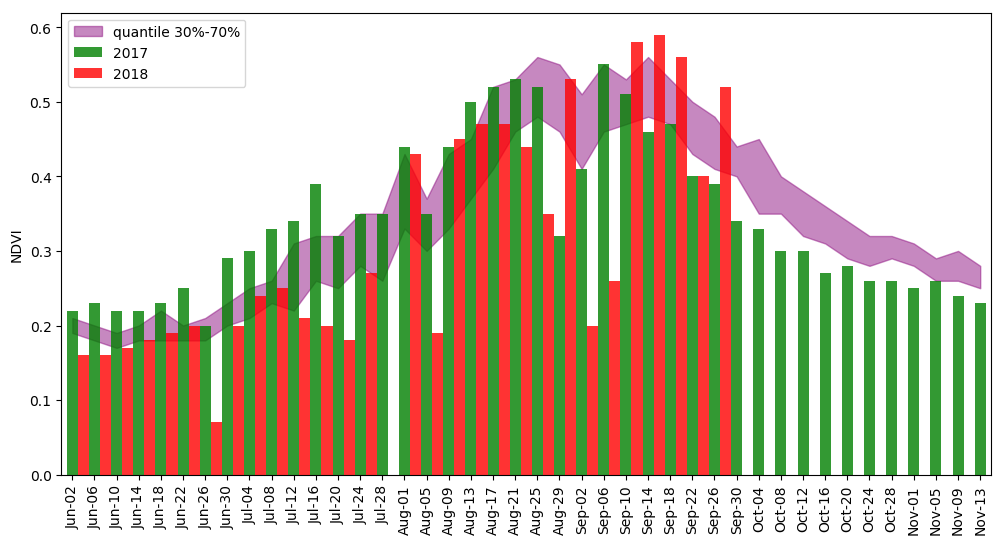 0.6
0.5
0.4
0.3
0.2
0.1
0.0
NDVI
quantile 30%-70%
2017
2018
Jun-02
Jun-06
Jun-10
Jun-14
Jun-18
Jun-22
Jun-26
Jun-30
Jul-04
Jul-08
Jul-12
Jul-16
Jul-20
Jul-24
Jul-28
Aug-01
Aug-05
Aug-09
Aug-13
Aug-17
Aug-21
Aug-25
Aug-29
Sep-02
Sep-06
Sep-10
Sep-14
Sep-18
Sep-22
Sep-26
Sep-30
Oct-04
Oct-08
Oct-12
Oct-16
Oct-20
Oct-24
Oct-28
Nov-01
Nov-05
Nov-09
Nov-13